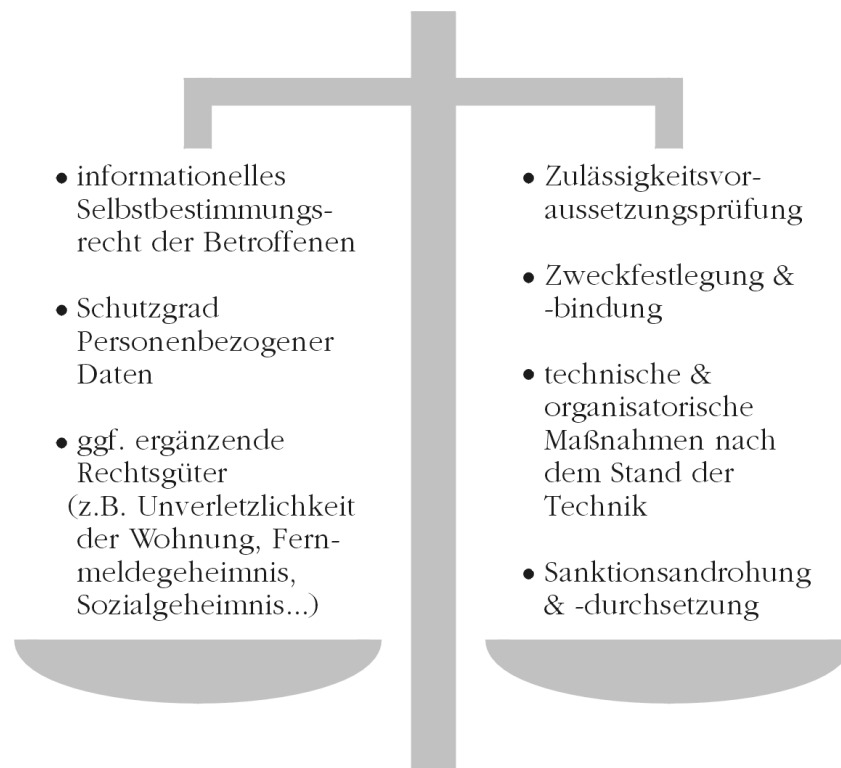 • informationelles
Selbstbestimmungs-
recht der Betroffenen
• Schutzgrad
Personenbezogener
Daten
• ggf. ergänzende
Rechtsgüter
(z.B. Unverletzlichkeit
der Wohnung, Fern-
meldegeheimnis,
Sozialgeheimnis...)
• Zulässigkeitsvor-
aussetzungsprüfung
• Zweckfestlegung &
-bindung
• technische &
organisatorische
Maßnahmen nach
dem Stand der
Technik
• Sanktionsandrohung
& -durchsetzung